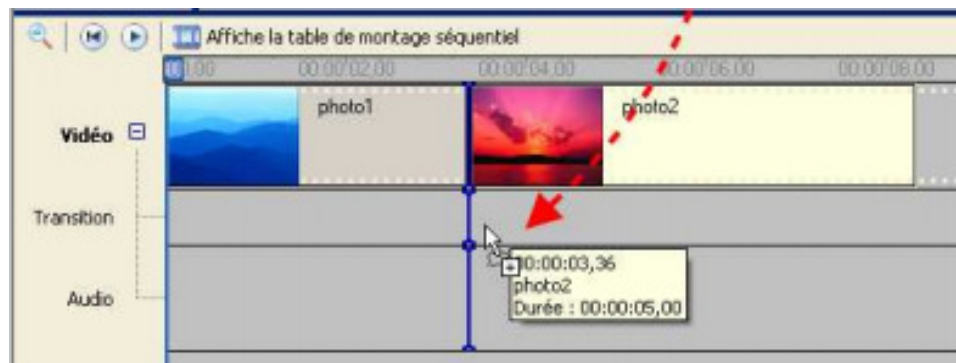 Affiche la table de montage séquentiel
00:00:02,00 00:00:04,00 00:00:06,00 00:00:08,00
photo1 photo2
Vidéo
Transition
00:00:03,36
photo2
Audio
Durée : 00:00:05,00